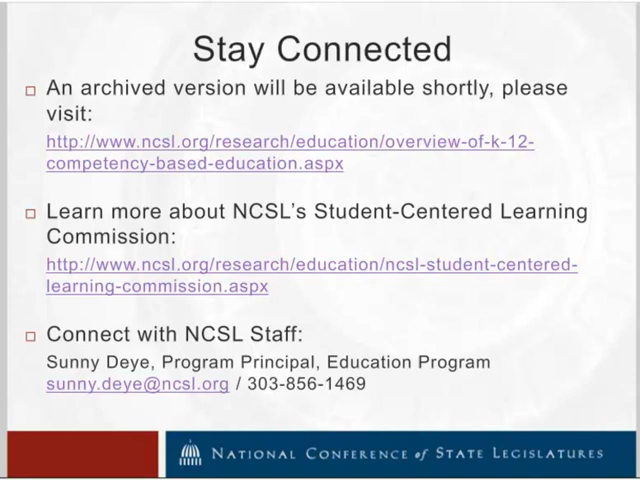 Stay Connected
□ An archived version will be available shortly, please
visit:
http://www.ncsl.org/research/education/overview-of-k-12-
competency-based-education.aspx
□ Learn more about NCSL's Student-Centered Learning
Commission:
http://www.ncsl.org/research/education/ncsl-student-centered-
learning-commission.aspx
□ Connect with NCSL Staff:
Sunny Deye, Program Principal, Education Program
sunny.deye@ncsl.org / 303-856-1469
NATIONAL CONFERENCE of STATE LEGISLATURES